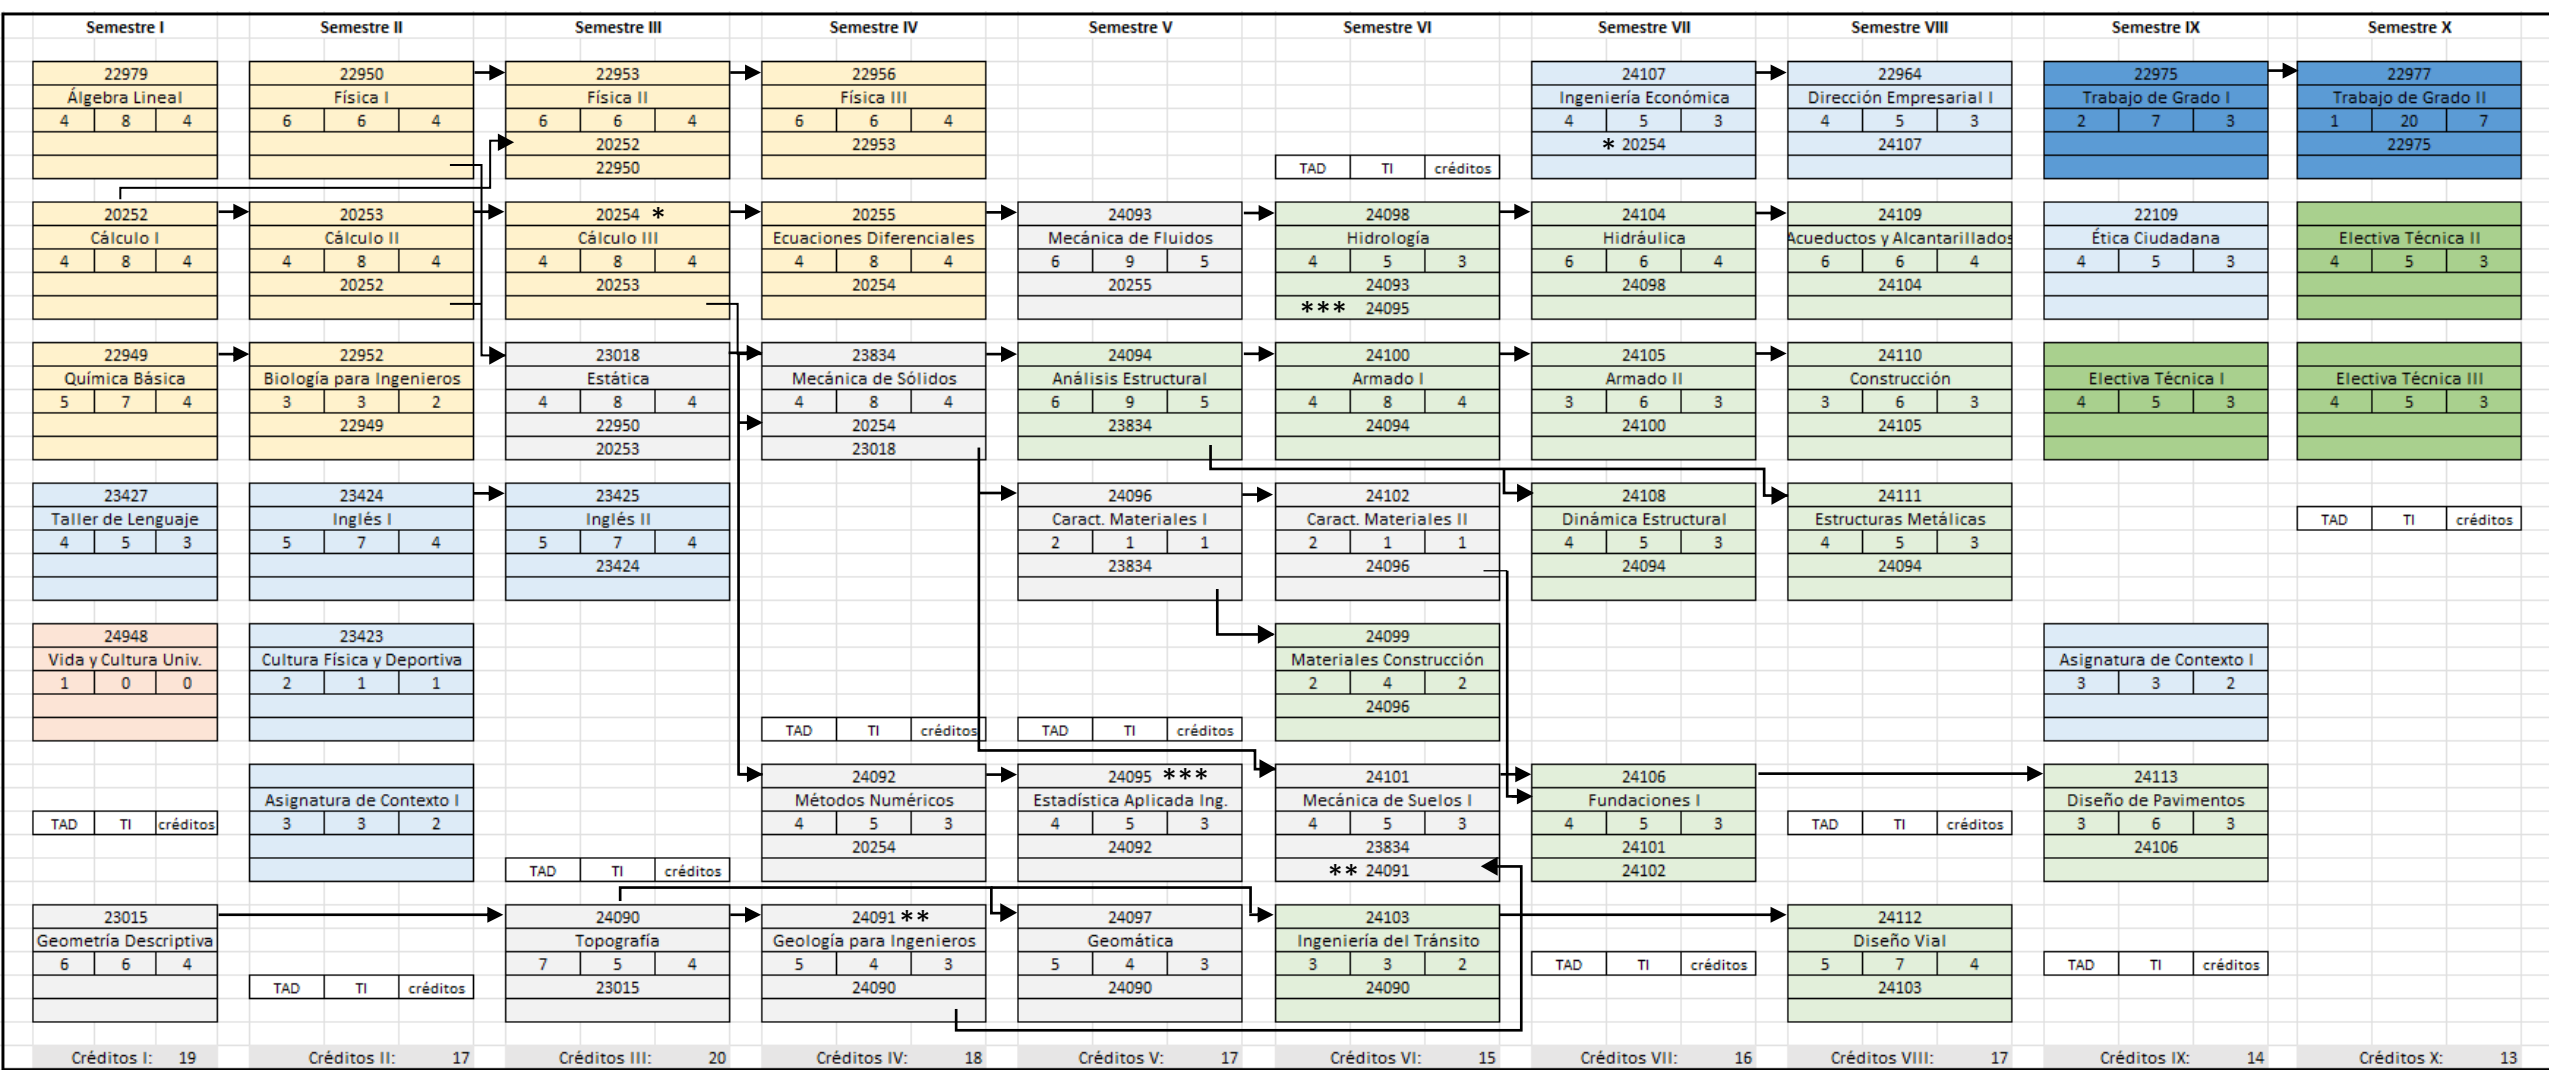 Semestre I Semestre II Semestre III Semestre IV Semestre V Semestre VI Semestre VII Semestre VIII Semestre IX Semestre X
22979 22950 22953 22956 24107 22964 22975 22977
Álgebra Lineal Física I Física II Física III Ingeniería Económica Dirección Empresarial I Trabajo de Grado I Trabajo de Grado II
4 8 4 6 6 4 6 6 4 6 6 4 4 5 3 4 5 3 2 7 3 1 20 7
20252 22953 * 20254 24107 22975
22950 TAD TI créditos
20252 20253 20254 * 20255 24093 24098 24104 24109 22109
Cálculo I Cálculo II Cálculo III Ecuaciones Diferenciales Mecánica de Fluidos Hidrología Hidráulica Acueductos y Alcantarillados Ética Ciudadana Electiva Técnica II
4 8 4 4 8 4 4 8 4 4 8 4 6 9 5 4 5 3 6 6 4 6 6 4 4 5 3 4 5 3
20252 20253 20254 20255 24093 24098 24104
*** 24095
22949 22952 23018 23834 24094 24100 24105 24110
Química Básica Biología para Ingenieros Estática Mecánica de Sólidos Análisis Estructural Armado I Armado II Construcción Electiva Técnica I Electiva Técnica III
5 7 4 3 3 2 4 8 4 4 8 4 6 9 5 4 8 4 3 6 3 3 6 3 4 5 3 4 5 3
22949 22950 20254 23834 24094 24100 24105
20253 23018
23427 23424 23425 24096 24102 24108 24111
Taller de Lenguaje Inglés I Inglés II Caract. Materiales I Caract. Materiales II Dinámica Estructural Estructuras Metálicas TAD TI créditos
4 5 3 5 7 4 5 7 4 2 1 1 2 1 1 4 5 3 4 5 3
23424 23834 24096 24094 24094
24948 23423 24099
Vida y Cultura Univ. Cultura Física y Deportiva Materiales Construcción Asignatura de Contexto I
1 0 0 2 1 1 2 4 2 3 3 2
24096
TAD TI créditos TAD TI créditos
24092 24095 *** 24101 24106 24113
Asignatura de Contexto I Métodos Numéricos Estadística Aplicada Ing. Mecánica de Suelos I Fundaciones I Diseño de Pavimentos
TAD TI créditos 3 3 2 4 5 3 4 5 3 4 5 3 4 5 3 TAD TI créditos 3 6 3
20254 24092 23834 24101 24106
TAD TI créditos ** 24091 24102
23015 24090 24091 ** 24097 24103 24112
Geometría Descriptiva Topografía Geología para Ingenieros Geomática Ingeniería del Tránsito Diseño Vial
6 6 4 7 5 4 5 4 3 5 4 3 3 3 2 TAD TI créditos 5 7 4 TAD TI créditos
TAD TI créditos 23015 24090 24090 24090 24103
Créditos I: 19 Créditos II: 17 Créditos III: 20 Créditos IV: 18 Créditos V: 17 Créditos VI: 15 Créditos VII: 16 Créditos VIII: 17 Créditos IX: 14 Créditos X: 13